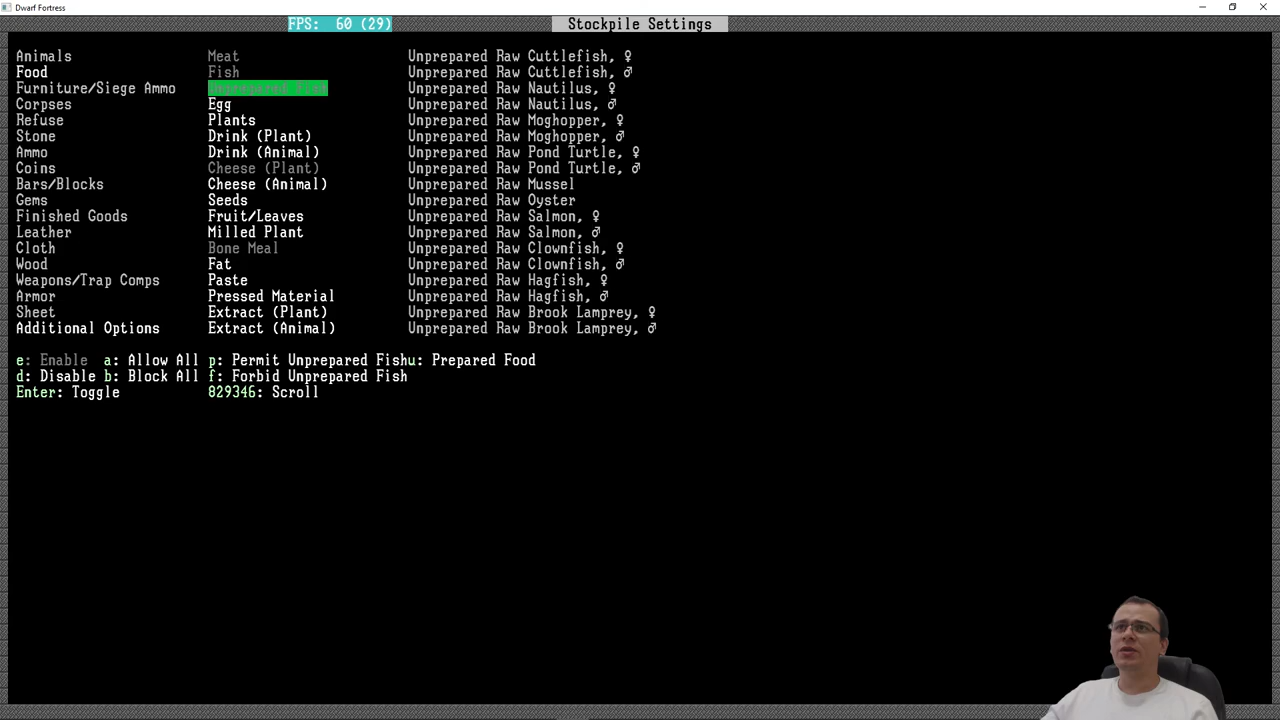 Dwarf Fortress
FPS: 60 (29)
Stockpile Settings
Animals Meat Unprepared Raw Cuttlefish, ♀
Food Fish Unprepared Raw Cuttlefish, ♂
Furniture/Siege Ammo Unprepared Fish Unprepared Raw Nautilus, ♀
Corpses Egg Unprepared Raw Nautilus, ♂
Refuse Plants Unprepared Raw Moghopper, ♀
Stone Drink (Plant) Unprepared Raw Moghopper, ♂
Ammo Drink (Animal) Unprepared Raw Pond Turtle, ♀
Coins Cheese (Plant) Unprepared Raw Pond Turtle, ♂
Bars/Blocks Cheese (Animal) Unprepared Raw Mussel
Gems Seeds Unprepared Raw Oyster
Finished Goods Fruit/Leaves Unprepared Raw Salmon, ♀
Leather Milled Plant Unprepared Raw Salmon, ♂
Cloth Bone Meal Unprepared Raw Clownfish, ♀
Wood Fat Unprepared Raw Clownfish, ♂
Weapons/Trap Comps Paste Unprepared Raw Hagfish, ♀
Armor Pressed Material Unprepared Raw Hagfish, ♂
Sheet Extract (Plant) Unprepared Raw Brook Lamprey, ♀
Additional Options Extract (Animal) Unprepared Raw Brook Lamprey, ♂
e: Enable a: Allow All p: Permit Unprepared Fishu: Prepared Food
d: Disable b: Block All f: Forbid Unprepared Fish
Enter: Toggle 829346: Scroll